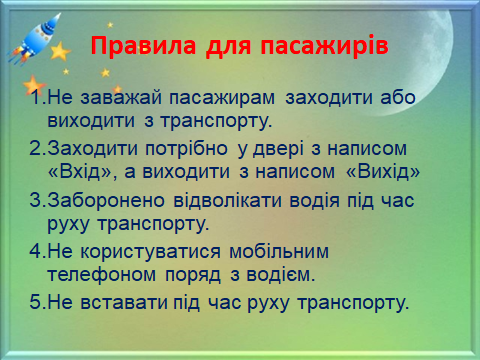 Правила для пасажирів
1.Не заважай пасажирам заходити або
виходити з транспорту.
2.Заходити потрібно у двері з написом
«Вхід», а виходити з написом «Вихід»
3.Заборонено відволікати водія під час
руху транспорту.
4.Не користуватися мобільним
телефоном поряд з водієм.
5.Не вставати під час руху транспорту.